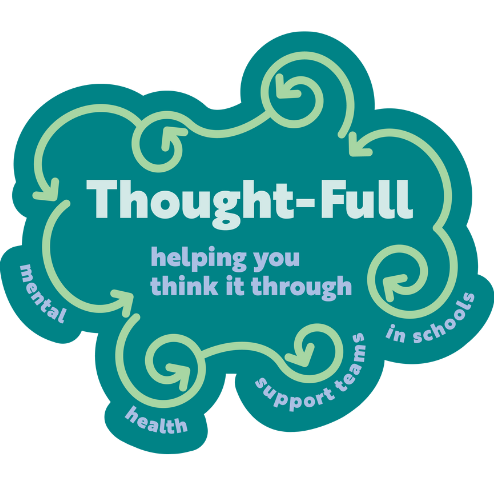 Thought-Full
helping you
think it through
mental
health
support teams
in schools